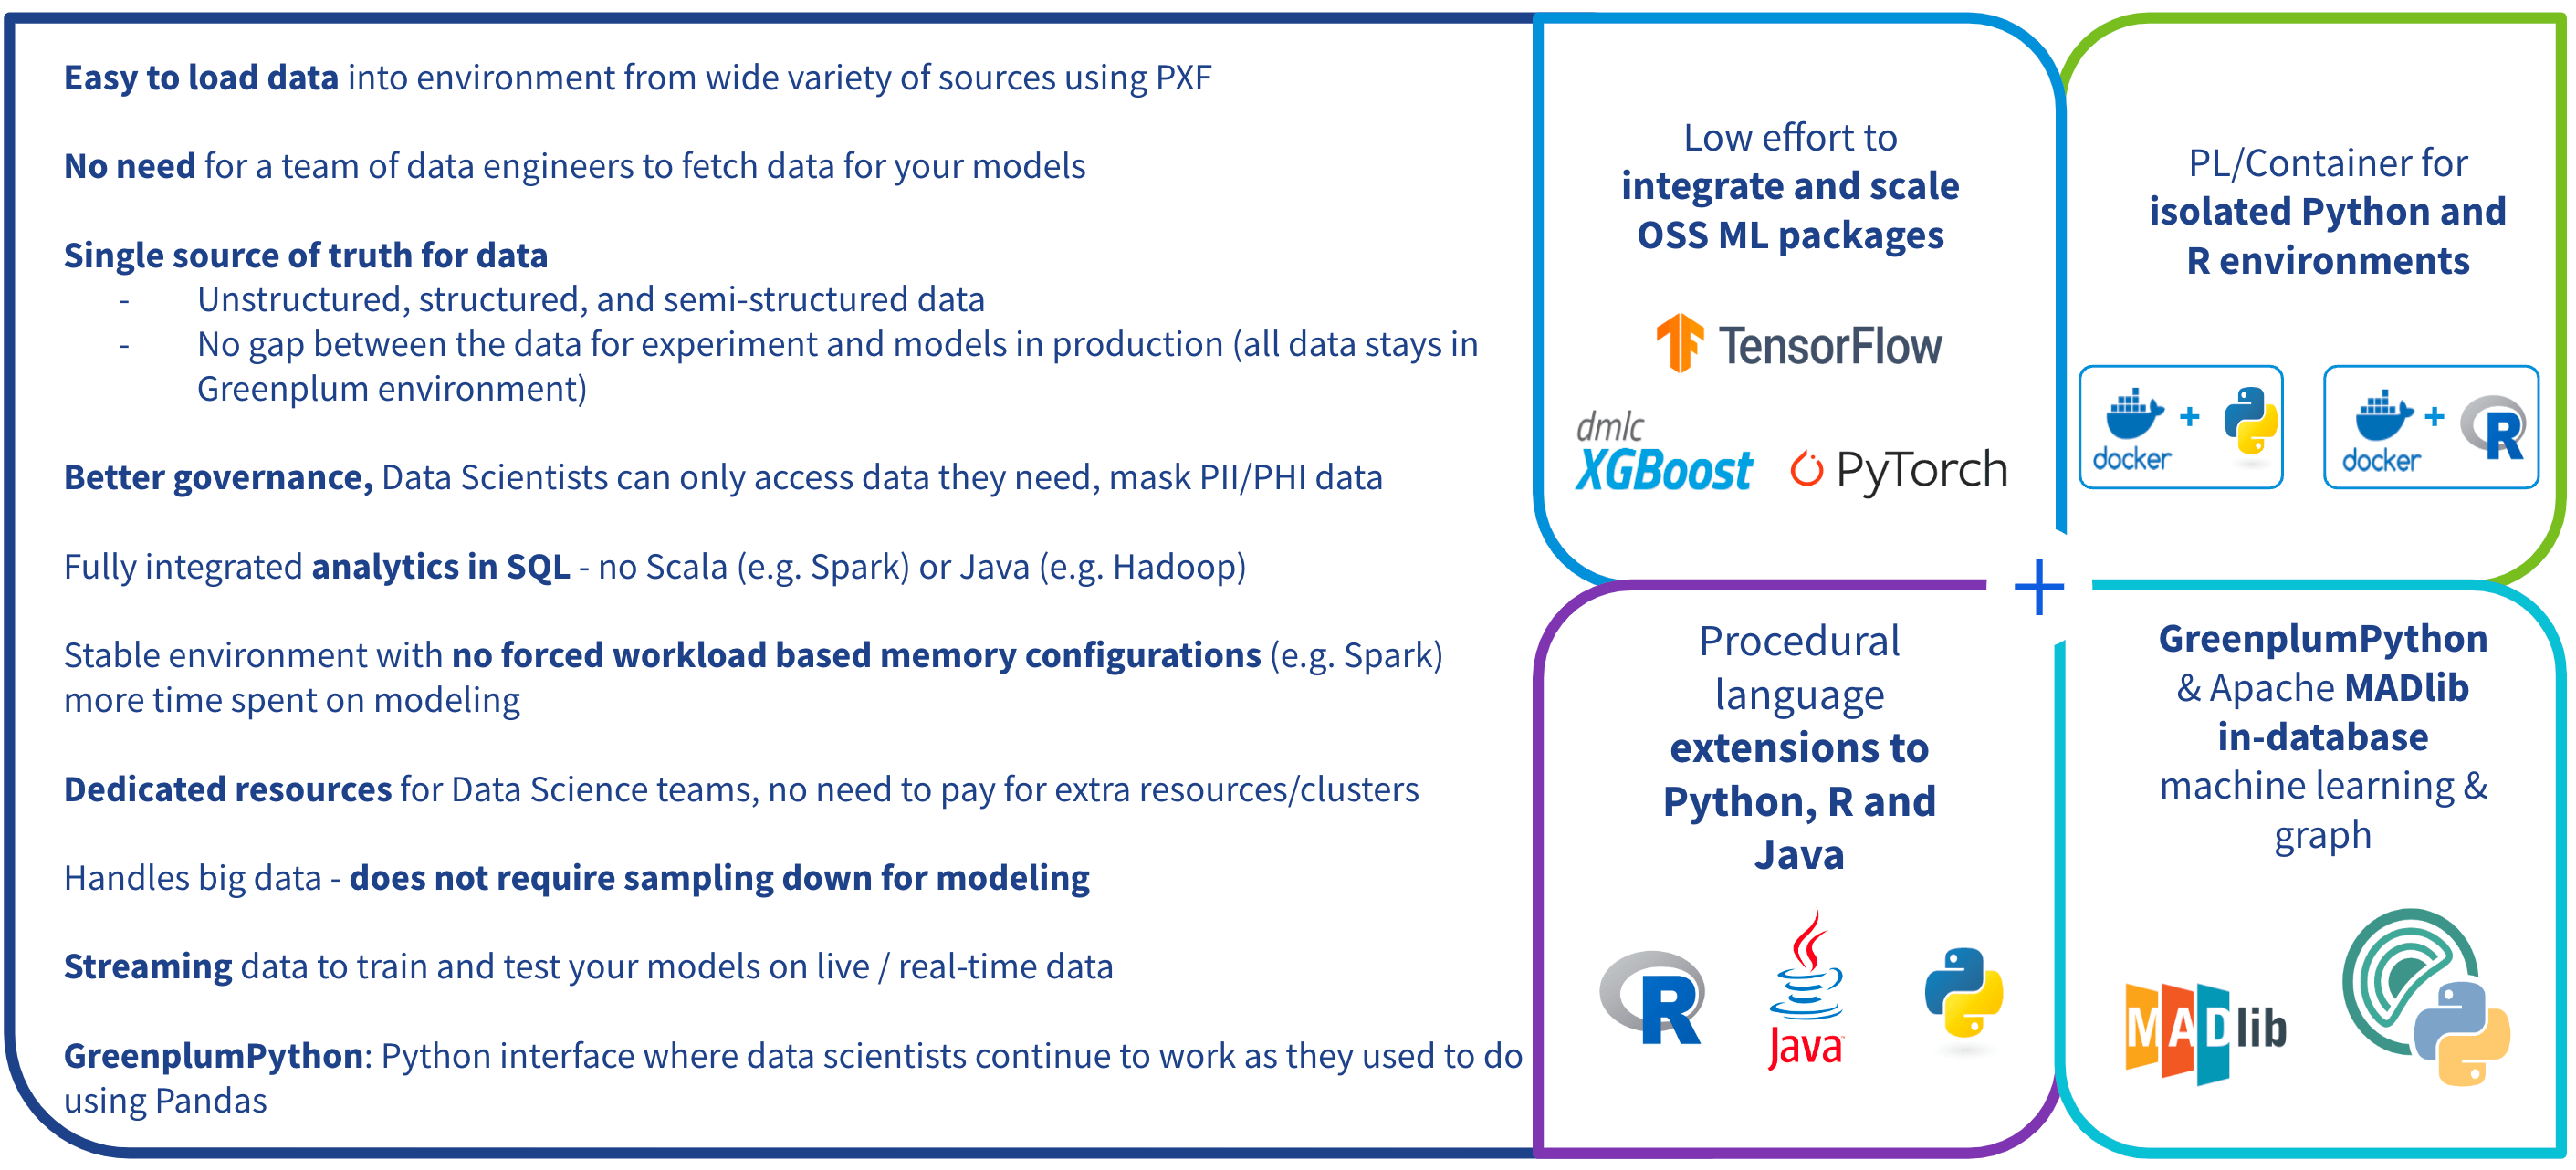 Easy to load data into environment from wide variety of sources using PXF
No need for a team of data engineers to fetch data for your models
Single source of truth for data
- Unstructured, structured, and semi-structured data
- No gap between the data for experiment and models in production (all data stays in
Greenplum environment)
Better governance, Data Scientists can only access data they need, mask PII/PHI data
Fully integrated analytics in SQL - no Scala (e.g. Spark) or Java (e.g. Hadoop)
Stable environment with no forced workload based memory configurations (e.g. Spark)
more time spent on modeling
Dedicated resources for Data Science teams, no need to pay for extra resources/clusters
Handles big data - does not require sampling down for modeling
Streaming data to train and test your models on live / real-time data
GreenplumPython: Python interface where data scientists continue to work as they used to do
using Pandas
Low effort to
integrate and scale
OSS ML packages
TensorFlow
dmlc
XGBoost
PyTorch
PL/Container for
isolated Python and
R environments
docker +
docker + R
+
Procedural
language
extensions to
Python, R and
Java
R
Java
GreenplumPython
& Apache MADlib
in-database
machine learning &
graph
MADlib